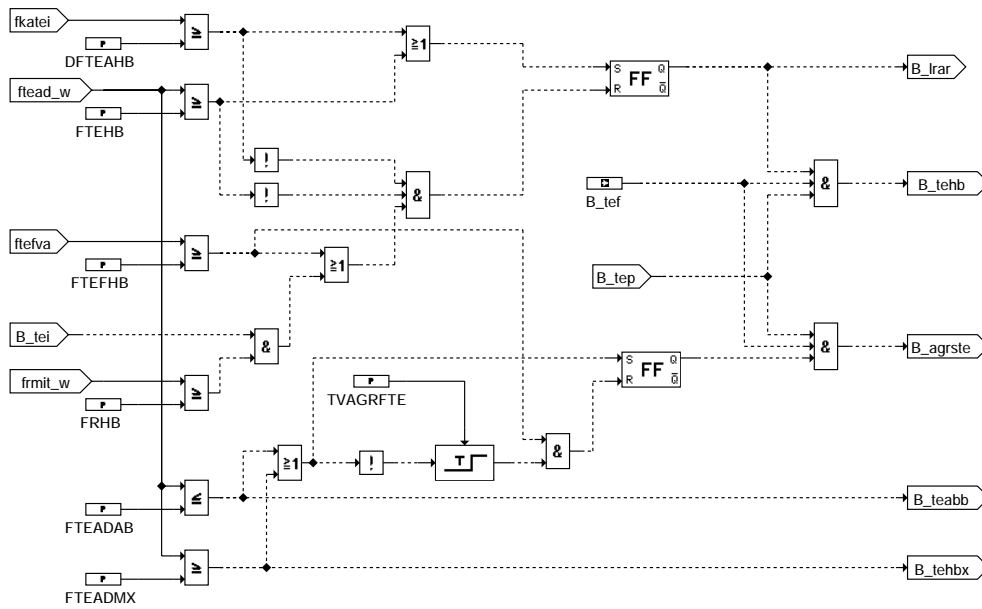 fkatei
P
DFTEAHB
≥
≧1
ftead_w
P
FTEHB
≥
S Q
R Q̅
FF
B_lrar
!
!
&
P
B_tef
&
B_tehb
ftefva
P
FTEFHB
≥
≧1
B_tep
B_tei
&
&
B_agrste
frmit_w
P
FRHB
≥
P
TVAGRFTE
S Q
R Q̅
FF
≧1
!
T
&
P
FTEADAB
≤
B_teabb
P
FTEADMX
≥
B_tehbx